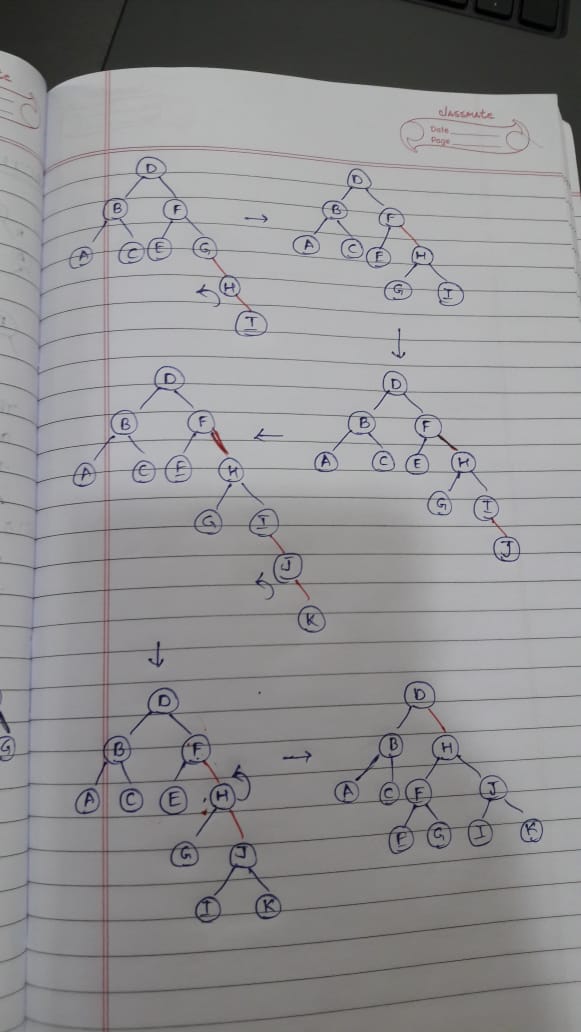 classmate
Date
Page
D
B F
A C E G
H
I
D
B F
A C E H
G I
D
B F
A C E H
G I
J
K
D
B F
A C E H
G I
J
D
B F
A C E H
G J
I K
D
B H
A C F J
E G I K
G